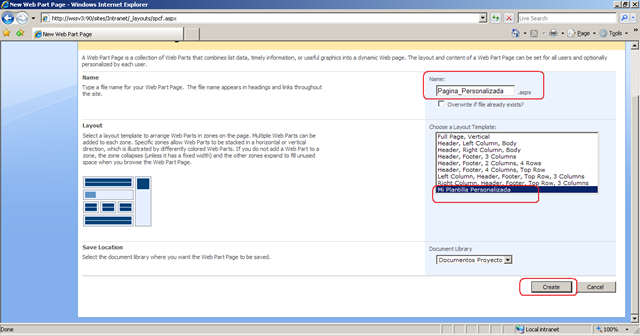 New Web Part Page - Windows Internet Explorer
http://wssv3:90/sites/Intranet/_layouts/spcf.aspx
Live Search
New Web Part Page
Page
Tools
A Web Part Page is a collection of Web Parts that combines list data, timely information, or useful graphics into a dynamic Web page. The layout and content of a Web Part Page can be set for all users and optionally
personalized by each user.
Name
Type a file name for your Web Part Page. The file name appears in headings and links throughout
the site.
Name:
Pagina_Personalizada .aspx
Overwrite if file already exists?
Layout
Select a layout template to arrange Web Parts in zones on the page. Multiple Web Parts can be
added to each zone. Specific zones allow Web Parts to be stacked in a horizontal or vertical
direction, which is illustrated by differently colored Web Parts. If you do not add a Web Part to a
zone, the zone collapses (unless it has a fixed width) and the other zones expand to fill unused
space when you browse the Web Part Page.
Choose a Layout Template:
Full Page, Vertical
Header, Left Column, Body
Header, Right Column, Body
Header, Footer, 3 Columns
Header, Footer, 2 Columns, 4 Rows
Header, Footer, 4 Columns, Top Row
Left Column, Header, Footer, Top Row, 3 Columns
Right Column, Header, Footer, Top Row, 3 Columns
Mi Plantilla Personalizada
Save Location
Select the document library where you want the Web Part Page to be saved.
Document Library
Documentos Proyecto
Create
Cancel
Done
Local intranet
100%